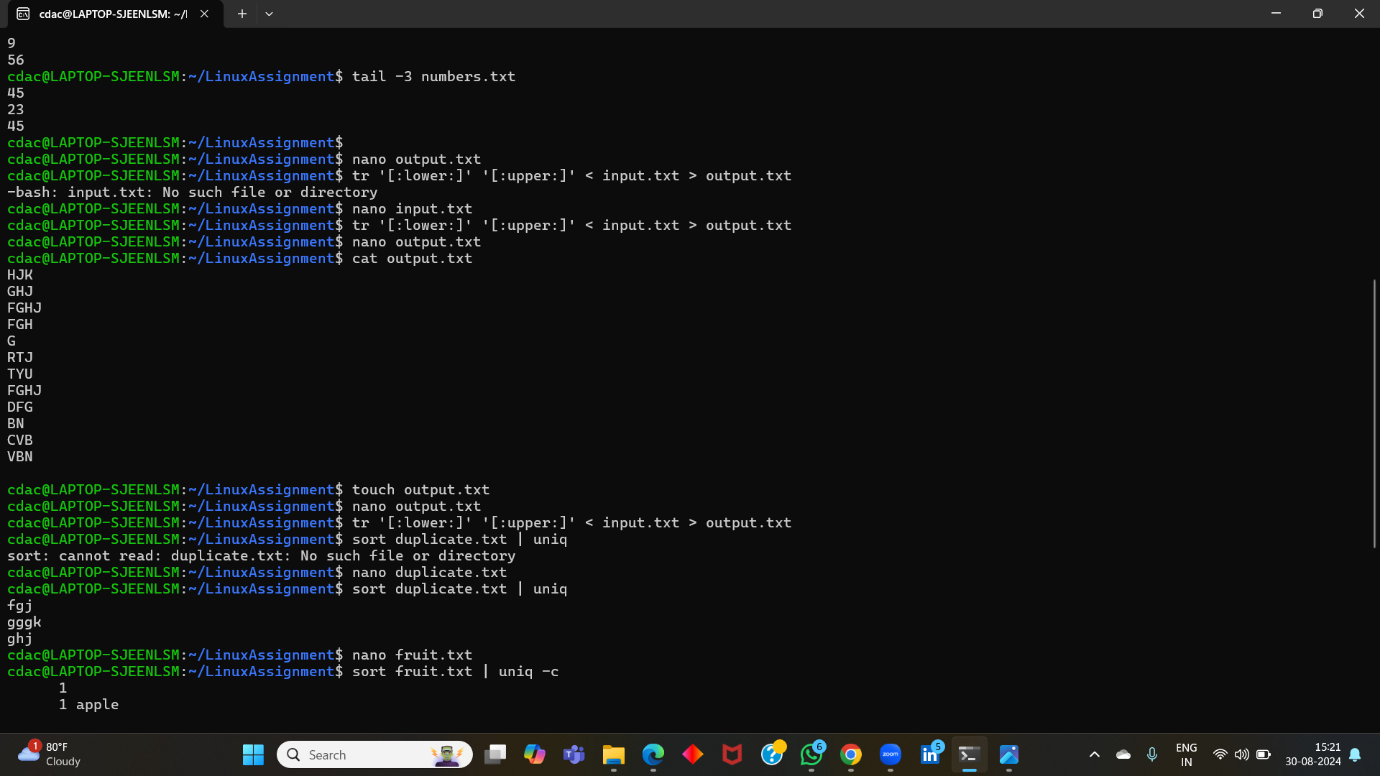 cdac@LAPTOP-SJEENLSM: ~/l
9
56
cdac@LAPTOP-SJEENLSM:~/LinuxAssignment$ tail -3 numbers.txt
45
23
45
cdac@LAPTOP-SJEENLSM:~/LinuxAssignment$
cdac@LAPTOP-SJEENLSM:~/LinuxAssignment$ nano output.txt
cdac@LAPTOP-SJEENLSM:~/LinuxAssignment$ tr '[:lower:]' '[:upper:]' < input.txt > output.txt
-bash: input.txt: No such file or directory
cdac@LAPTOP-SJEENLSM:~/LinuxAssignment$ nano input.txt
cdac@LAPTOP-SJEENLSM:~/LinuxAssignment$ tr '[:lower:]' '[:upper:]' < input.txt > output.txt
cdac@LAPTOP-SJEENLSM:~/LinuxAssignment$ nano output.txt
cdac@LAPTOP-SJEENLSM:~/LinuxAssignment$ cat output.txt
HJK
GHJ
FGHJ
FGH
G
RTJ
TYU
FGHJ
DFG
BN
CVB
VBN
cdac@LAPTOP-SJEENLSM:~/LinuxAssignment$ touch output.txt
cdac@LAPTOP-SJEENLSM:~/LinuxAssignment$ nano output.txt
cdac@LAPTOP-SJEENLSM:~/LinuxAssignment$ tr '[:lower:]' '[:upper:]' < input.txt > output.txt
cdac@LAPTOP-SJEENLSM:~/LinuxAssignment$ sort duplicate.txt | uniq
sort: cannot read: duplicate.txt: No such file or directory
cdac@LAPTOP-SJEENLSM:~/LinuxAssignment$ nano duplicate.txt
cdac@LAPTOP-SJEENLSM:~/LinuxAssignment$ sort duplicate.txt | uniq
fgj
gggk
ghj
cdac@LAPTOP-SJEENLSM:~/LinuxAssignment$ nano fruit.txt
cdac@LAPTOP-SJEENLSM:~/LinuxAssignment$ sort fruit.txt | uniq -c
1
1 apple
1
80°F
Cloudy
Search
6
zoom
in
5
ENG
IN
15:21
30-08-2024